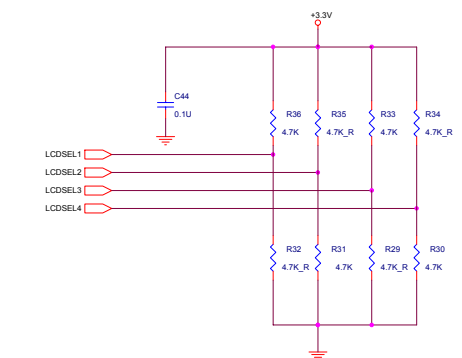 +3.3V
C44
0.1U
R36
4.7K
R35
4.7K_R
R33
4.7K
R34
4.7K_R
LCDSEL1
LCDSEL2
LCDSEL3
LCDSEL4
R32
4.7K_R
R31
4.7K
R29
4.7K_R
R30
4.7K